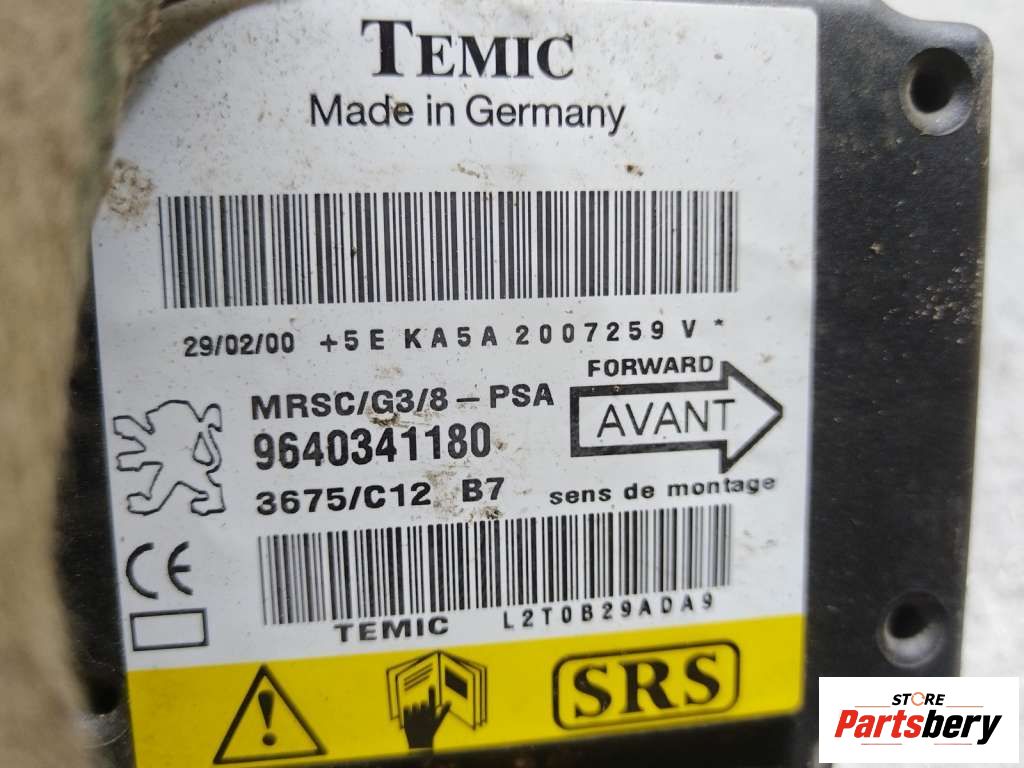 TEMIC
Made in Germany
29/02/00 +5E KA5A 2007259 V *
FORWARD
MRSC/G3/8-PSA
AVANT
9640341180
3675/C12 B7
sens de montage
CE
TEMIC L2T0B29ADA9
SRS
STORE
Partsbery